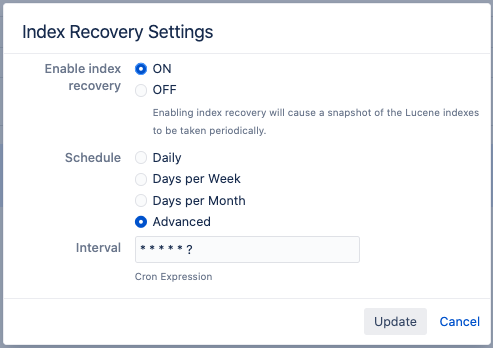 Index Recovery Settings
Enable index
recovery
ON
OFF
Enabling index recovery will cause a snapshot of the Lucene indexes
to be taken periodically.
Schedule
Daily
Days per Week
Days per Month
Advanced
Interval
* * * * * ?
Cron Expression
Update
Cancel